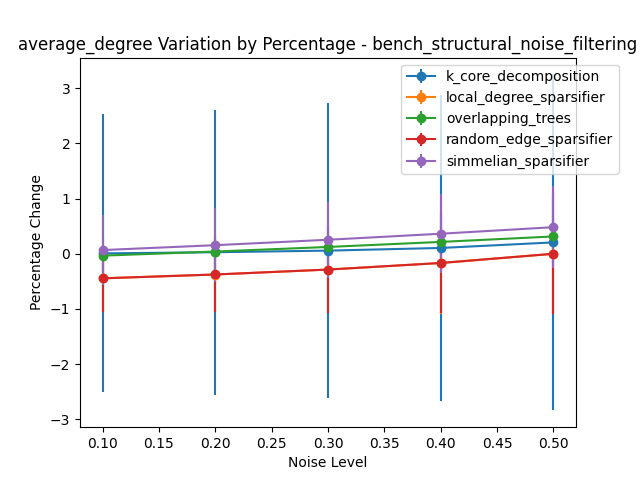 average_degree Variation by Percentage - bench_structural_noise_filtering
k_core_decomposition
local_degree_sparsifier
overlapping_trees
random_edge_sparsifier
simmelian_sparsifier
Percentage Change
3
2
1
0
−1
−2
−3
0.10 0.15 0.20 0.25 0.30 0.35 0.40 0.45 0.50
Noise Level